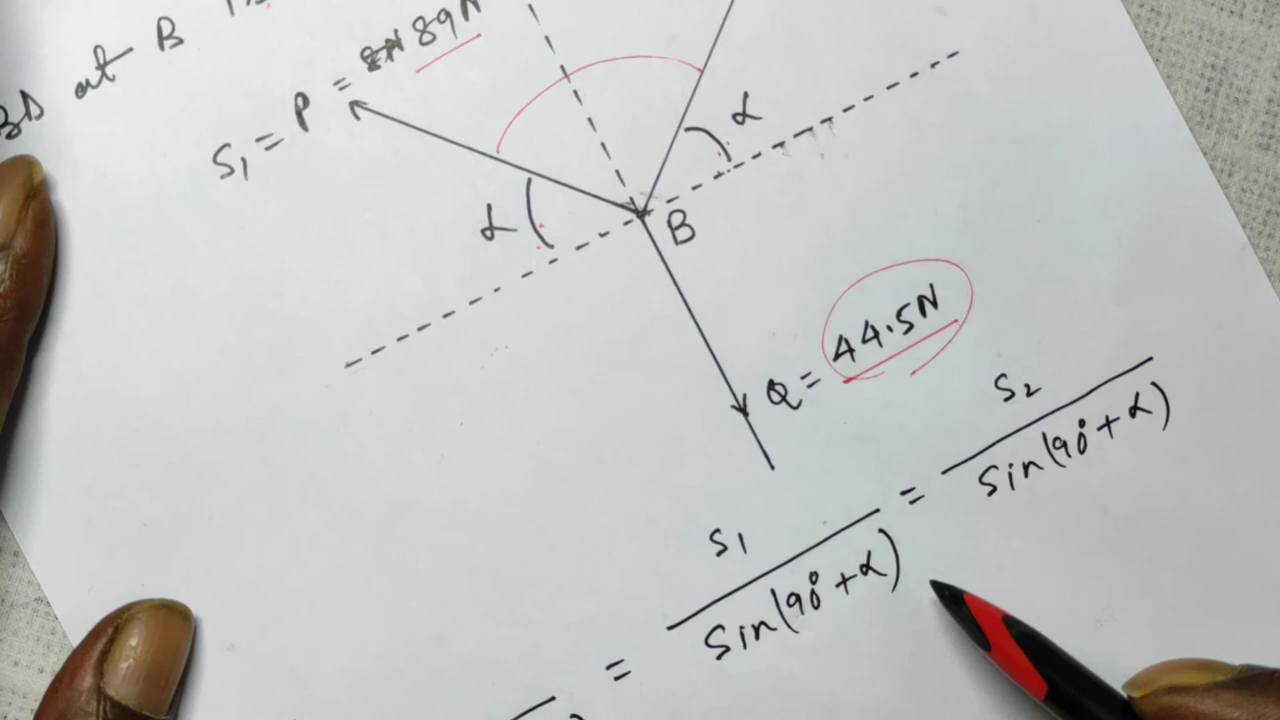 at B
S₁ = P = 89N
α
α
B
Q = 44.5N
= S₁ / sin(90° + α) = S₂ / sin(90° + α)